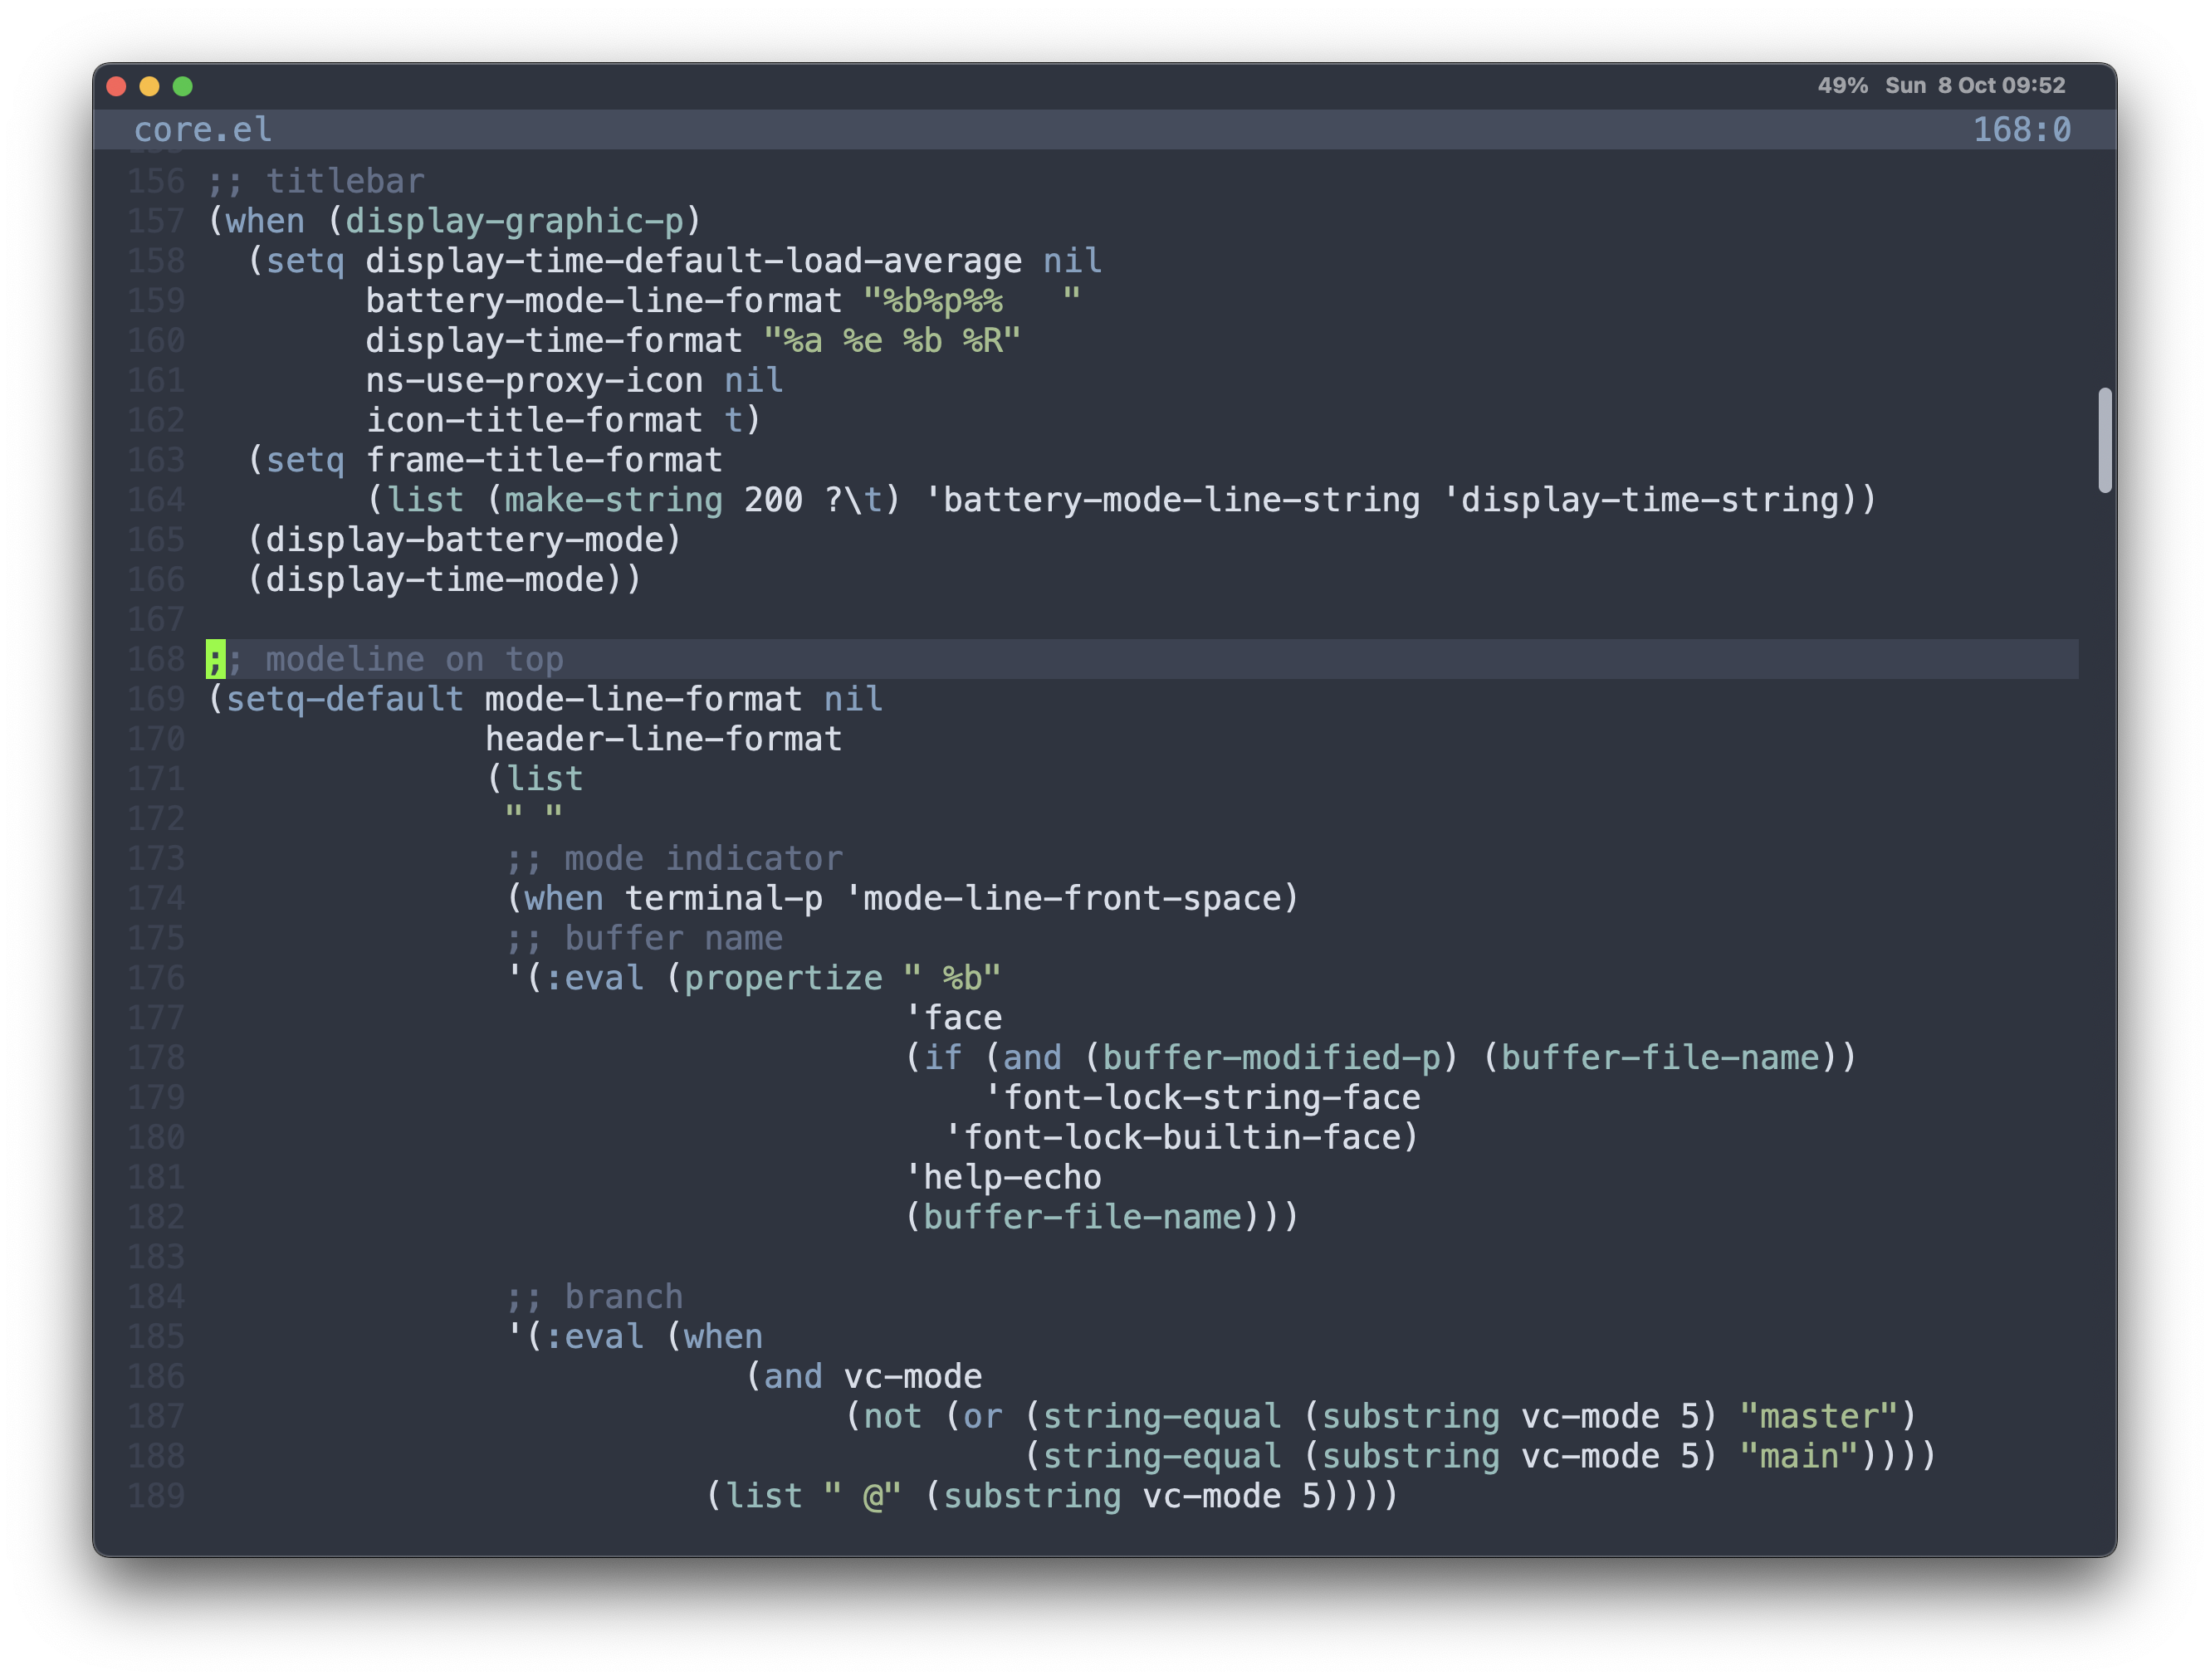 49% Sun 8 Oct 09:52
core.el 168:0
156 ;; titlebar
157 (when (display-graphic-p)
158   (setq display-time-default-load-average nil
159         battery-mode-line-format "%b%p%%   "
160         display-time-format "%a %e %b %R"
161         ns-use-proxy-icon nil
162         icon-title-format t)
163   (setq frame-title-format
164         (list (make-string 200 ?\t) 'battery-mode-line-string 'display-time-string))
165   (display-battery-mode)
166   (display-time-mode))
167
168 ;; modeline on top
169 (setq-default mode-line-format nil
170               header-line-format
171               (list
172                " "
173                ;; mode indicator
174                (when terminal-p 'mode-line-front-space)
175                ;; buffer name
176                '(:eval (propertize " %b"
177                                    'face
178                                    (if (and (buffer-modified-p) (buffer-file-name))
179                                        'font-lock-string-face
180                                      'font-lock-builtin-face)
181                                    'help-echo
182                                    (buffer-file-name)))
183
184                ;; branch
185                '(:eval (when
186                            (and vc-mode
187                                 (not (or (string-equal (substring vc-mode 5) "master")
188                                          (string-equal (substring vc-mode 5) "main"))))
189                          (list " @" (substring vc-mode 5))))